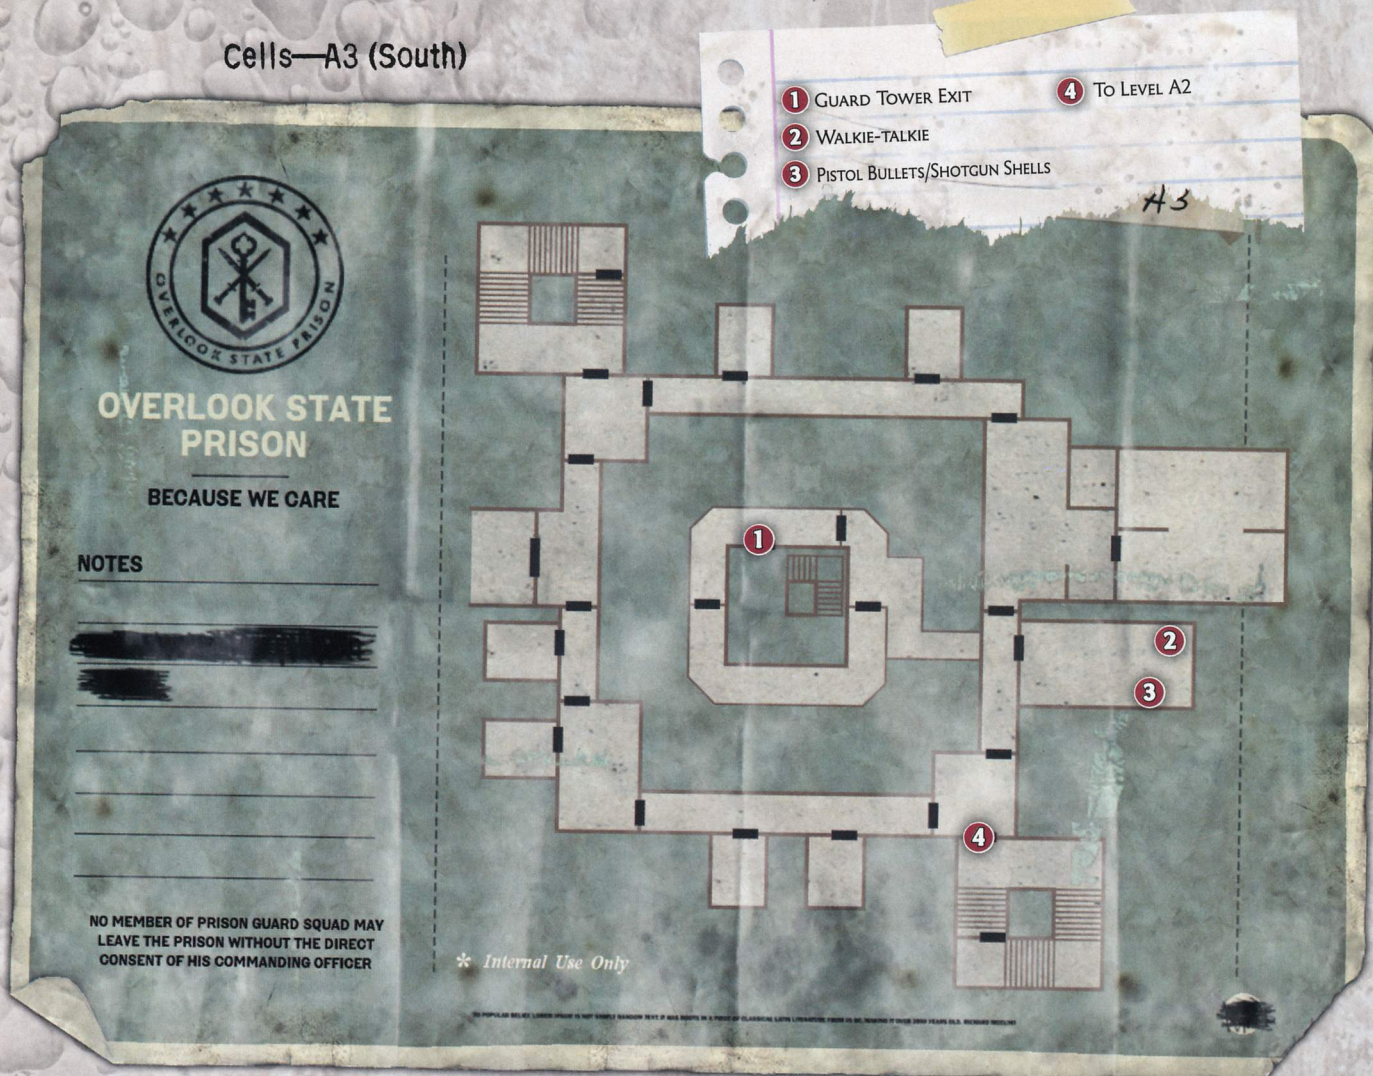 Cells—A3 (South)
1 Guard Tower Exit
2 Walkie-talkie
3 Pistol Bullets/Shotgun Shells
4 To Level A2
A3
OVERLOOK STATE PRISON
OVERLOOK STATE
PRISON
BECAUSE WE CARE
NOTES
NO MEMBER OF PRISON GUARD SQUAD MAY
LEAVE THE PRISON WITHOUT THE DIRECT
CONSENT OF HIS COMMANDING OFFICER
1
2
3
4
* Internal Use Only